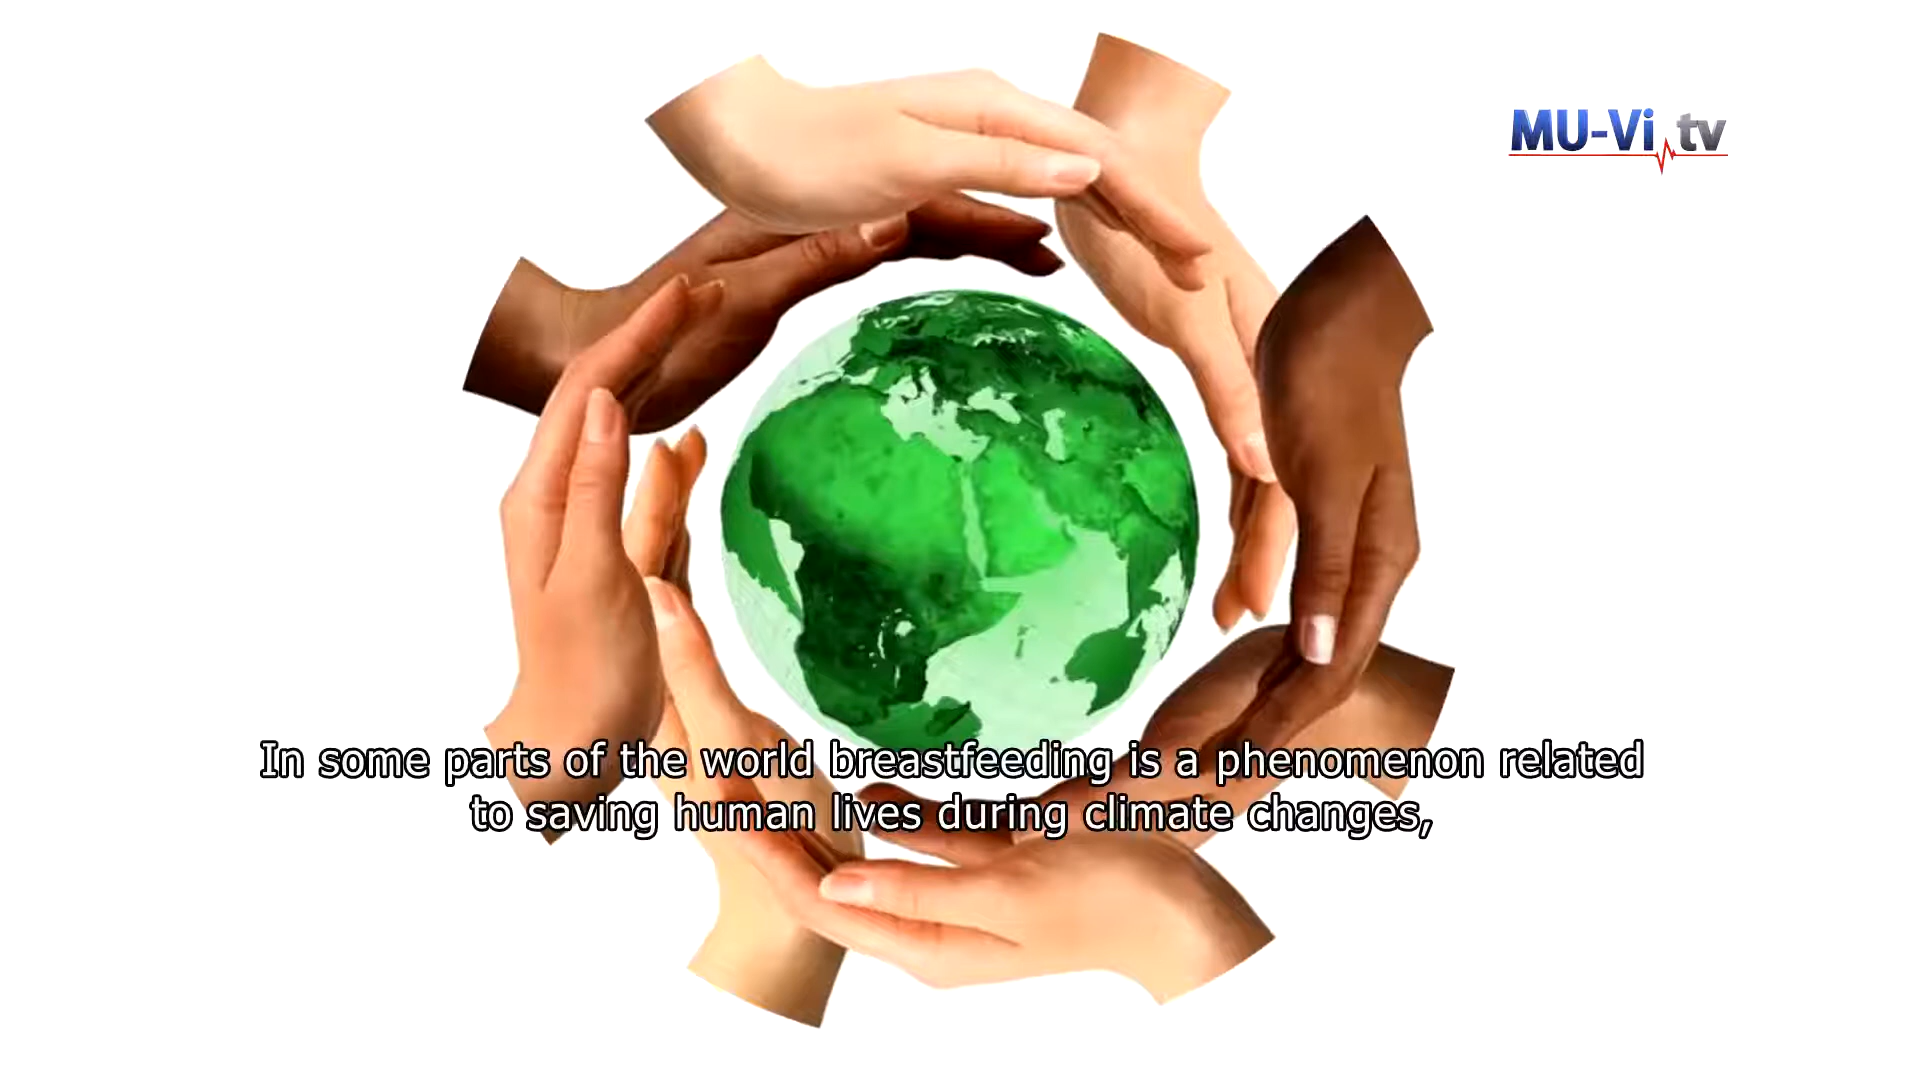 MU-Vi tv
In some parts of the world breastfeeding is a phenomenon related
to saving human lives during climate changes,